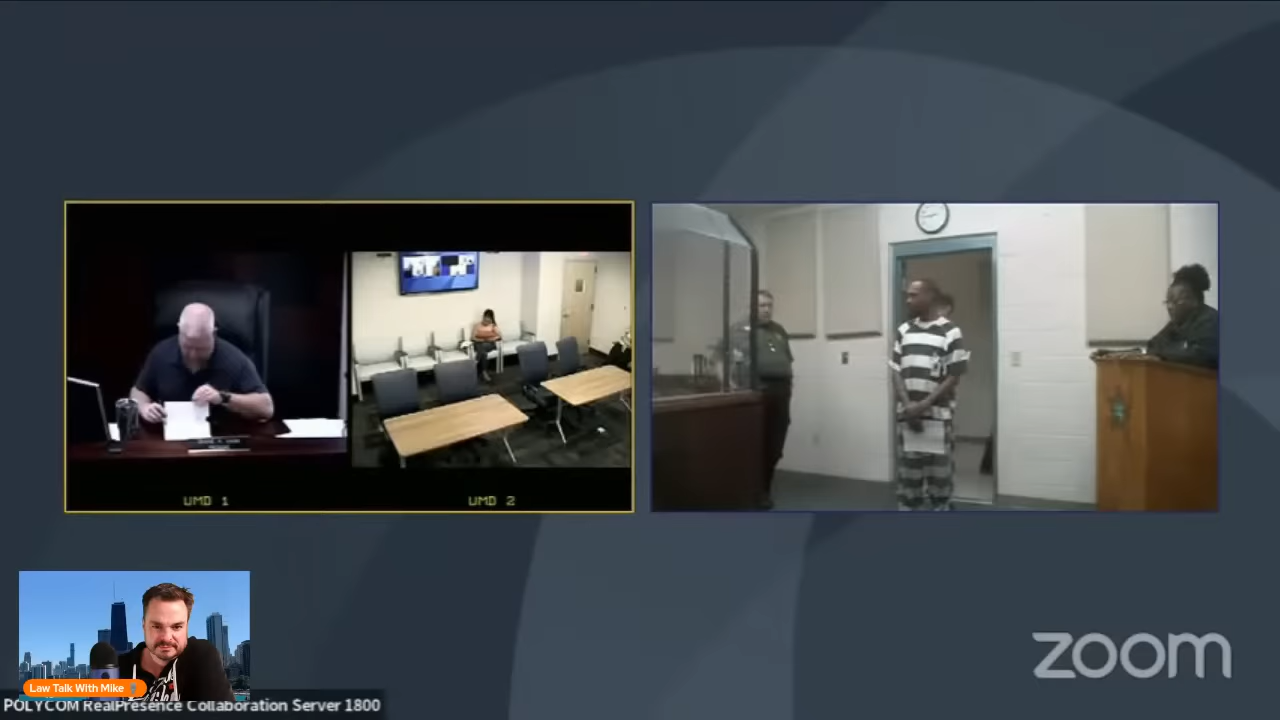 UMD 1
UMD 2
zoom
Law Talk With Mike
POLYCOM RealPresence Collaboration Server 1800